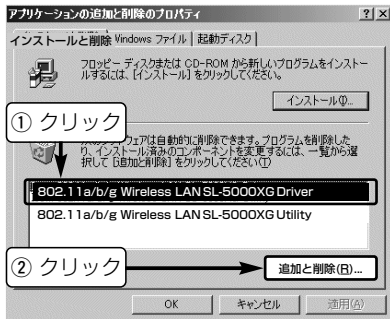 アプリケーションの追加と削除のプロパティ
インストールと削除 Windows ファイル 起動ディスク
フロッピー ディスクまたは CD-ROM から新しいプログラムをインストー
ルするには、[インストール] をクリックしてください。
インストール(I)...
① クリック
ウェアは自動的に削除できます。プログラムを削除した
り、インストール済みのコンポーネントを変更するには、一覧から選
択して [追加と削除] をクリックしてください(T)
802.11a/b/g Wireless LAN SL-5000XG Driver
802.11a/b/g Wireless LAN SL-5000XG Utility
② クリック
追加と削除(R)...
OK キャンセル 適用(A)